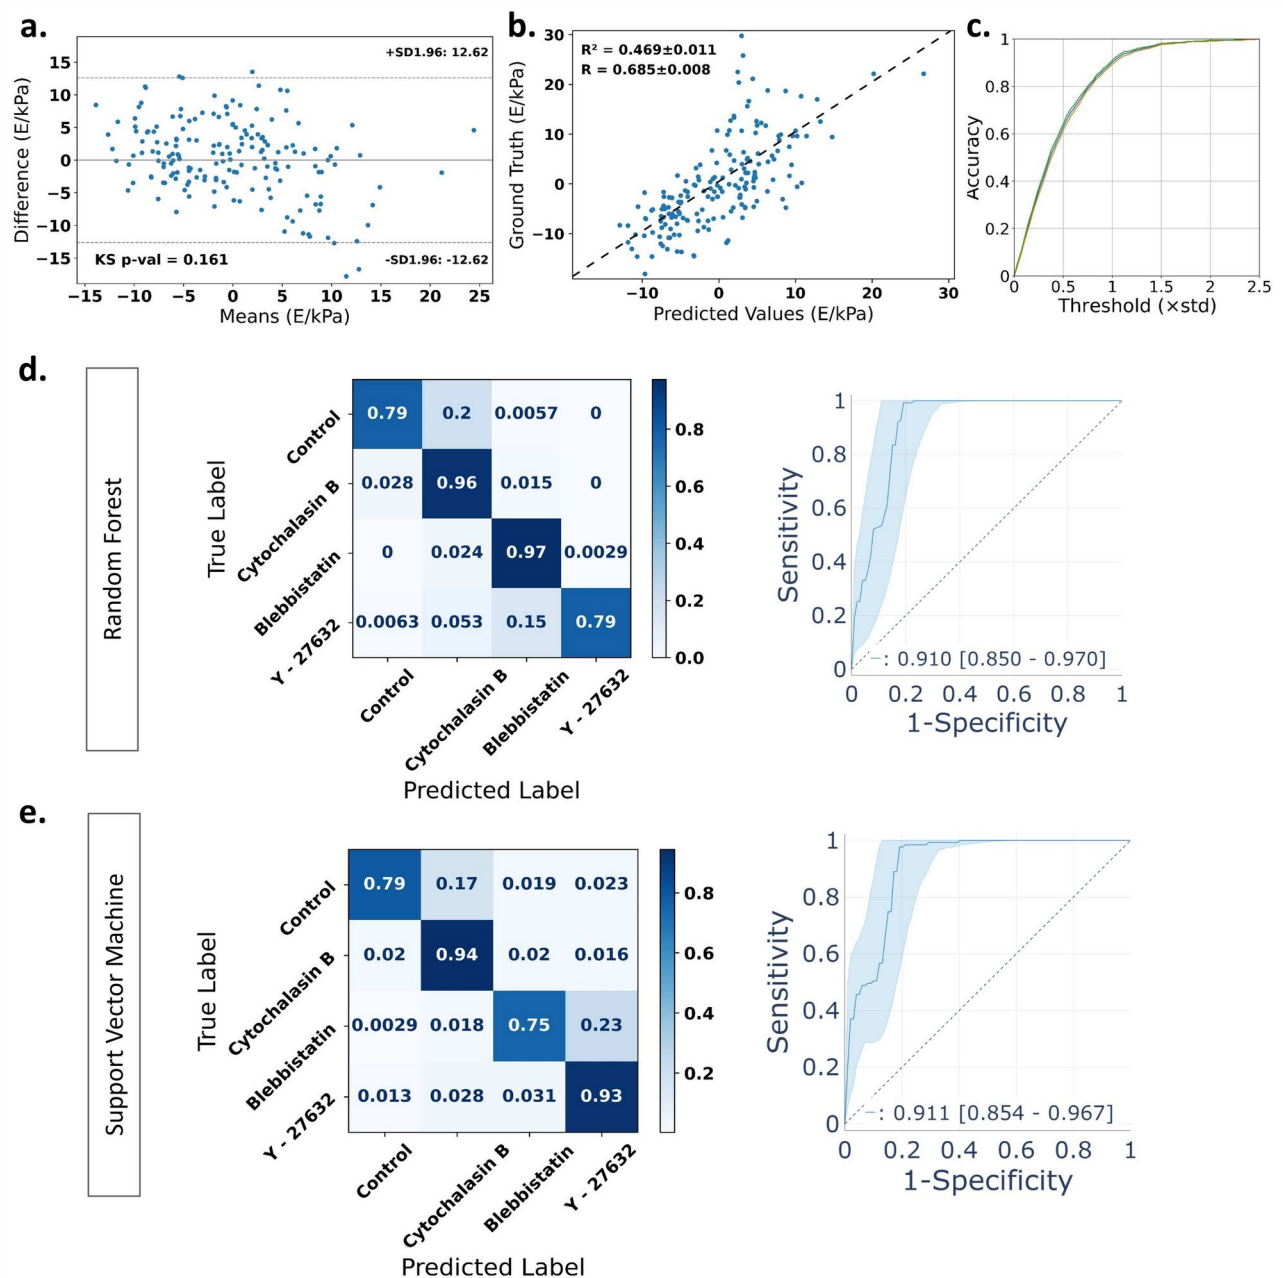 a.
+SD1.96: 12.62
15
10
5
0
−5
−10
−15
KS p-val = 0.161
-SD1.96: -12.62
−15 −10 −5 0 5 10 15 20 25
Difference (E/kPa)
Means (E/kPa)
b.
R² = 0.469±0.011
R = 0.685±0.008
30
20
10
0
−10
−10 0 10 20 30
Ground Truth (E/kPa)
Predicted Values (E/kPa)
c.
1
0.8
0.6
0.4
0.2
0
0 0.5 1 1.5 2 2.5
Accuracy
Threshold (×std)
d.
Random Forest
True Label
Control
Cytochalasin B
Blebbistatin
Y - 27632
0.79 0.2 0.0057 0
0.028 0.96 0.015 0
0 0.024 0.97 0.0029
0.0063 0.053 0.15 0.79
Control
Cytochalasin B
Blebbistatin
Y - 27632
Predicted Label
0.8
0.6
0.4
0.2
0.0
Sensitivity
1
0.8
0.6
0.4
0.2
0
–: 0.910 [0.850 - 0.970]
0 0.2 0.4 0.6 0.8 1
1-Specificity
e.
Support Vector Machine
True Label
Control
Cytochalasin B
Blebbistatin
Y - 27632
0.79 0.17 0.019 0.023
0.02 0.94 0.02 0.016
0.0029 0.018 0.75 0.23
0.013 0.028 0.031 0.93
Control
Cytochalasin B
Blebbistatin
Y - 27632
Predicted Label
0.8
0.6
0.4
0.2
Sensitivity
1
0.8
0.6
0.4
0.2
0
–: 0.911 [0.854 - 0.967]
0 0.2 0.4 0.6 0.8 1
1-Specificity